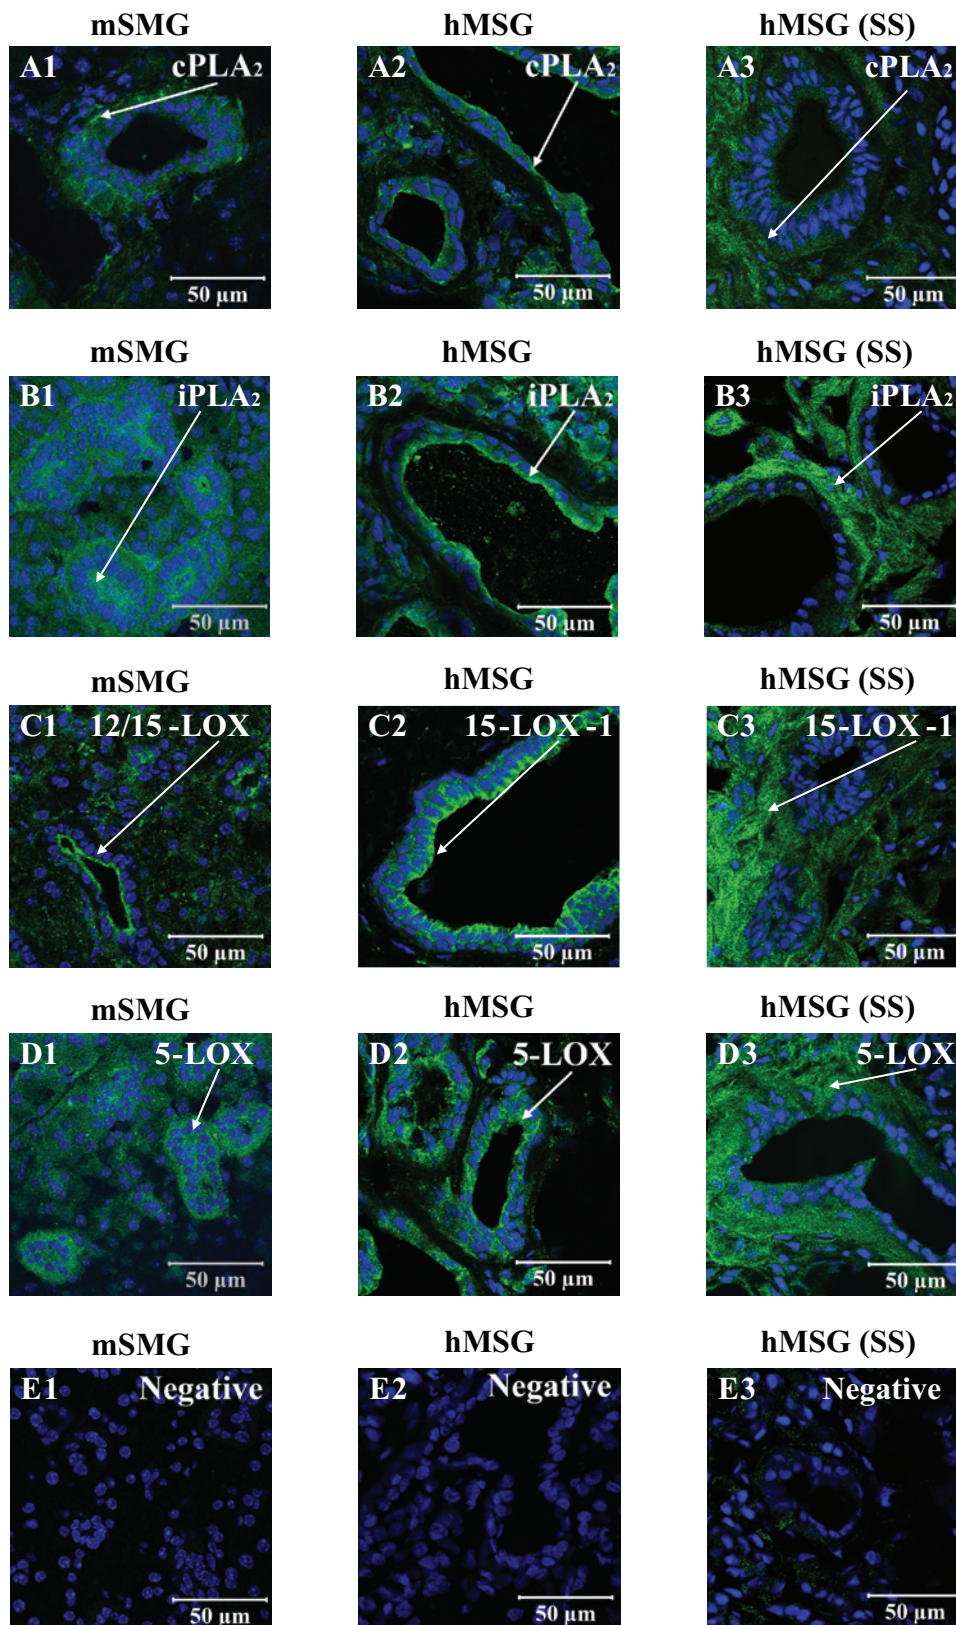 mSMG hMSG hMSG (SS)
A1 cPLA₂ A2 cPLA₂ A3 cPLA₂
50 µm 50 µm 50 µm
mSMG hMSG hMSG (SS)
B1 iPLA₂ B2 iPLA₂ B3 iPLA₂
50 µm 50 µm 50 µm
mSMG hMSG hMSG (SS)
C1 12/15-LOX C2 15-LOX-1 C3 15-LOX-1
50 µm 50 µm 50 µm
mSMG hMSG hMSG (SS)
D1 5-LOX D2 5-LOX D3 5-LOX
50 µm 50 µm 50 µm
mSMG hMSG hMSG (SS)
E1 Negative E2 Negative E3 Negative
50 µm 50 µm 50 µm